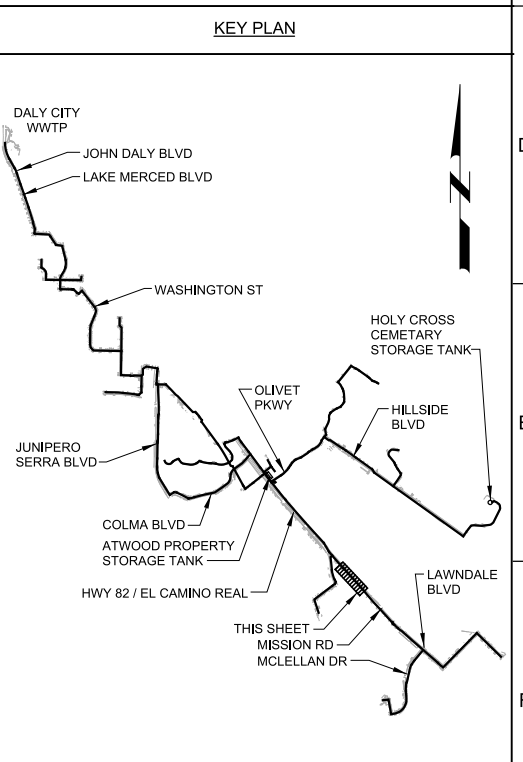 KEY PLAN
DALY CITY
WWTP
JOHN DALY BLVD
LAKE MERCED BLVD
N
WASHINGTON ST
HOLY CROSS
CEMETARY
STORAGE TANK
OLIVET
PKWY
HILLSIDE
BLVD
JUNIPERO
SERRA BLVD
COLMA BLVD
ATWOOD PROPERTY
STORAGE TANK
HWY 82 / EL CAMINO REAL
LAWNDALE
BLVD
THIS SHEET
MISSION RD
MCLELLAN DR